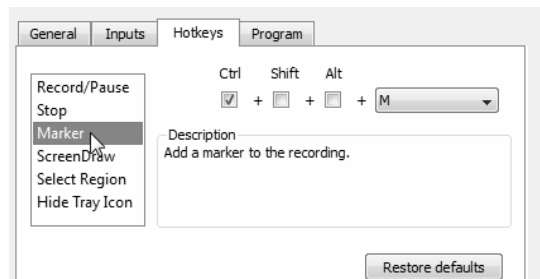 General Inputs Hotkeys Program
Ctrl Shift Alt
+ + + M
Record/Pause
Stop
Marker
ScreenDraw
Select Region
Hide Tray Icon
Description
Add a marker to the recording.
Restore defaults